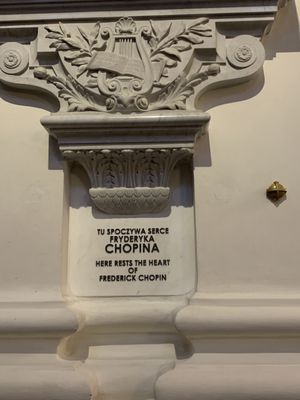 TU SPOCZYWA SERCE
FRYDERYKA
CHOPINA
HERE RESTS THE HEART
OF
FREDERICK CHOPIN